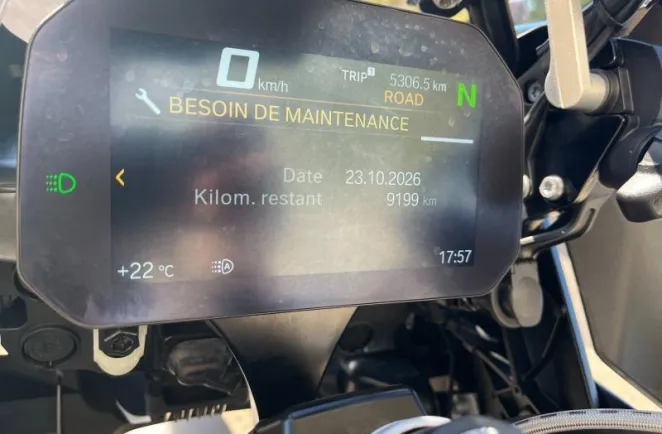 0 km/h
TRIP 1 5306.5 km
ROAD
N
BESOIN DE MAINTENANCE
Date 23.10.2026
Kilom. restant 9199 km
+22 °C
A
17:57